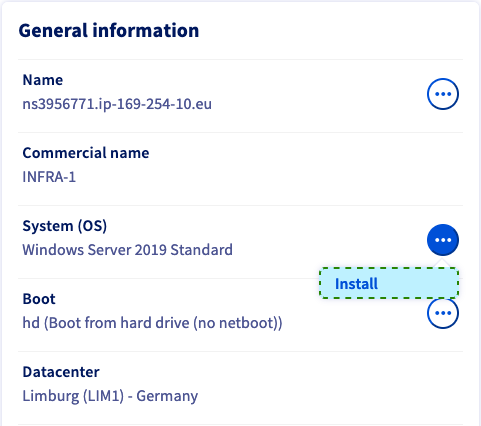 General information
Name
ns3956771.ip-169-254-10.eu
Commercial name
INFRA-1
System (OS)
Windows Server 2019 Standard
Install
Boot
hd (Boot from hard drive (no netboot))
Datacenter
Limburg (LIM1) - Germany